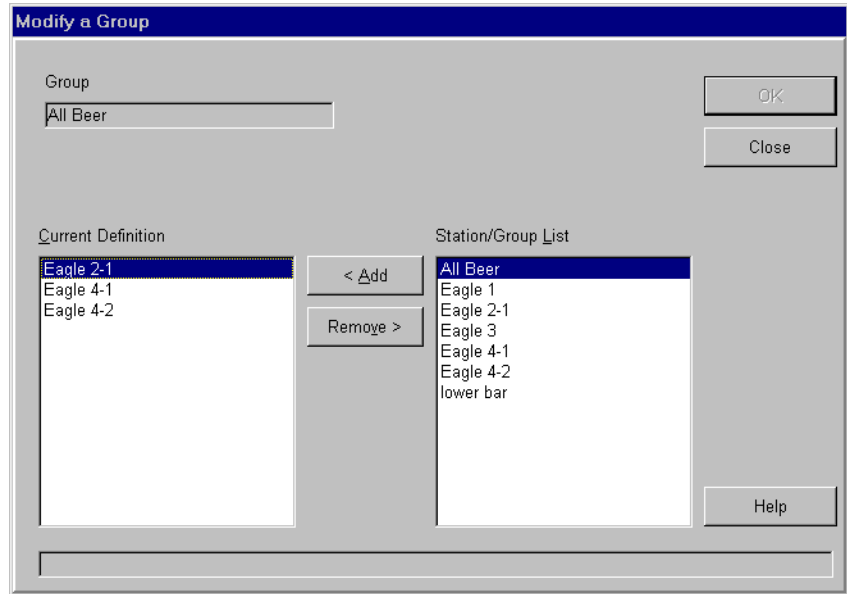 Modify a Group
Group
All Beer
OK
Close
Current Definition
Eagle 2-1
Eagle 4-1
Eagle 4-2
< Add
Remove >
Station/Group List
All Beer
Eagle 1
Eagle 2-1
Eagle 3
Eagle 4-1
Eagle 4-2
lower bar
Help